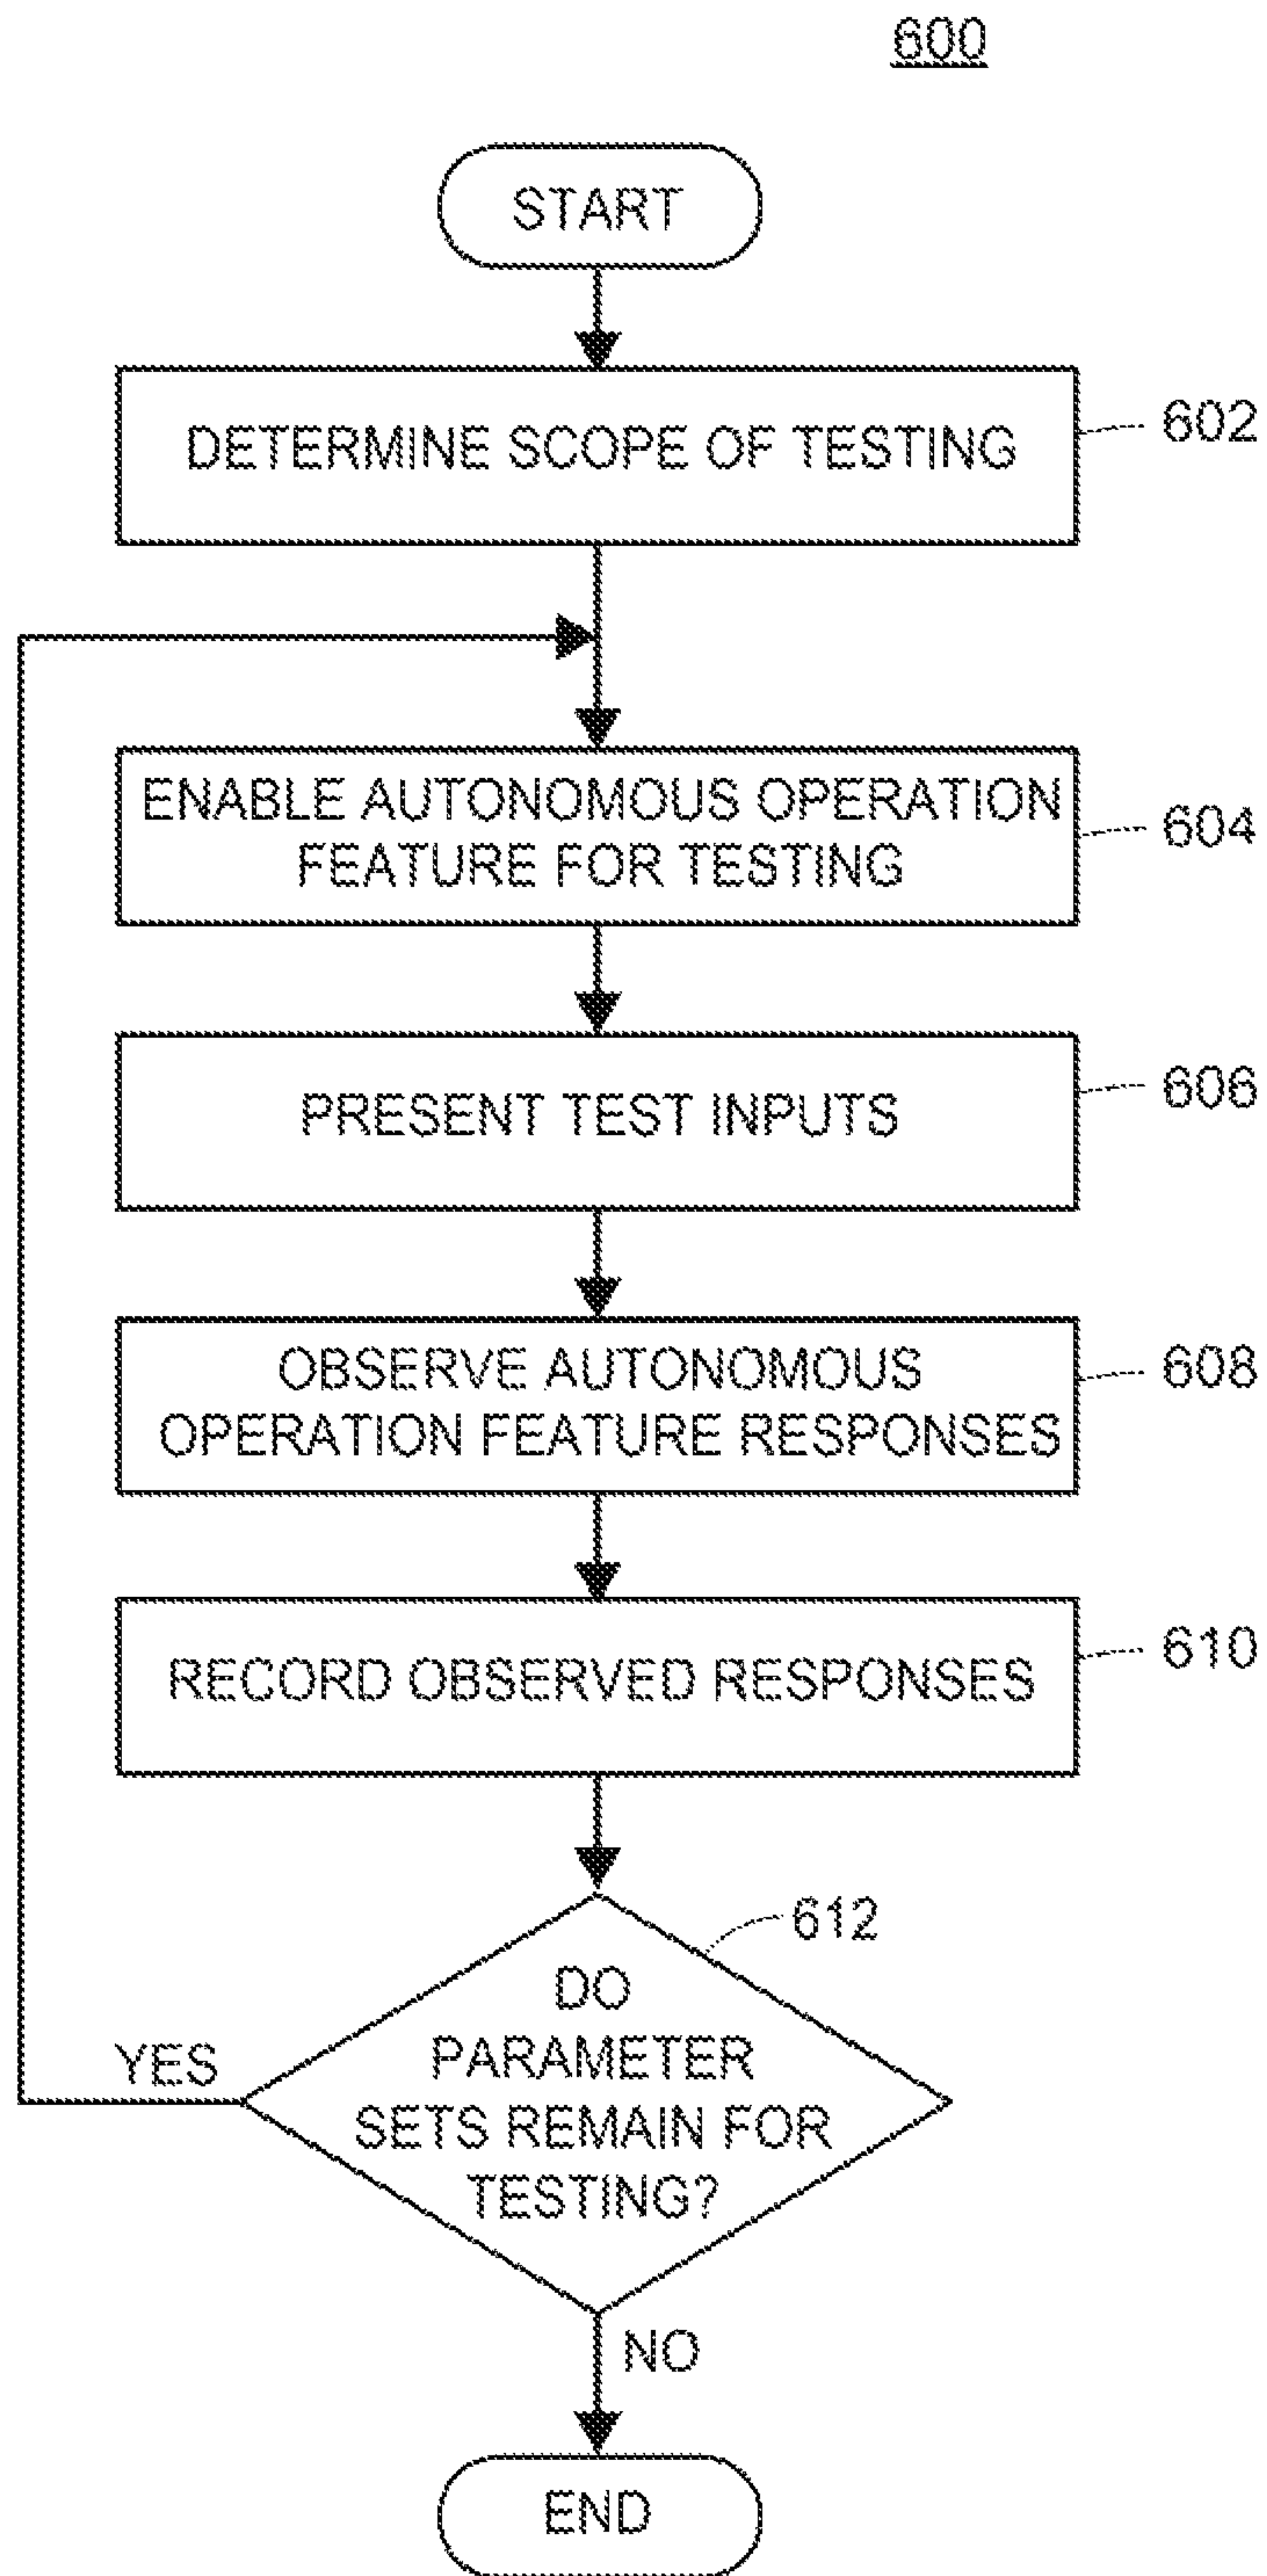 600
START
DETERMINE SCOPE OF TESTING
602
ENABLE AUTONOMOUS OPERATION
FEATURE FOR TESTING
604
PRESENT TEST INPUTS
606
OBSERVE AUTONOMOUS
OPERATION FEATURE RESPONSES
608
RECORD OBSERVED RESPONSES
610
612
DO
PARAMETER
SETS REMAIN FOR
TESTING?
YES
NO
END